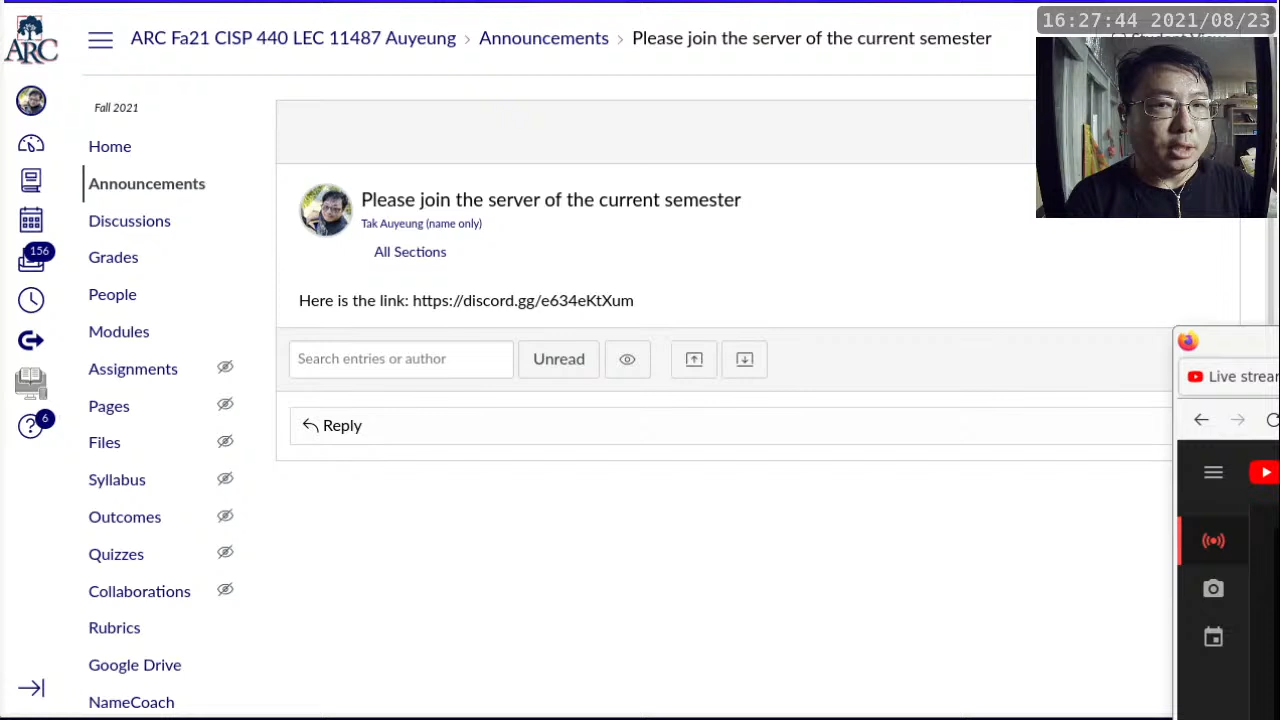 16:27:44 2021/08/23
ARC
ARC Fa21 CISP 440 LEC 11487 Auyeung › Announcements › Please join the server of the current semester
Student View
Fall 2021
Home
Announcements
Discussions
Grades
People
Modules
Assignments
Pages
Files
Syllabus
Outcomes
Quizzes
Collaborations
Rubrics
Google Drive
NameCoach
156
6
Please join the server of the current semester
Tak Auyeung (name only)
All Sections
Here is the link: https://discord.gg/e634eKtXum
Search entries or author
Unread
Reply
Live strea